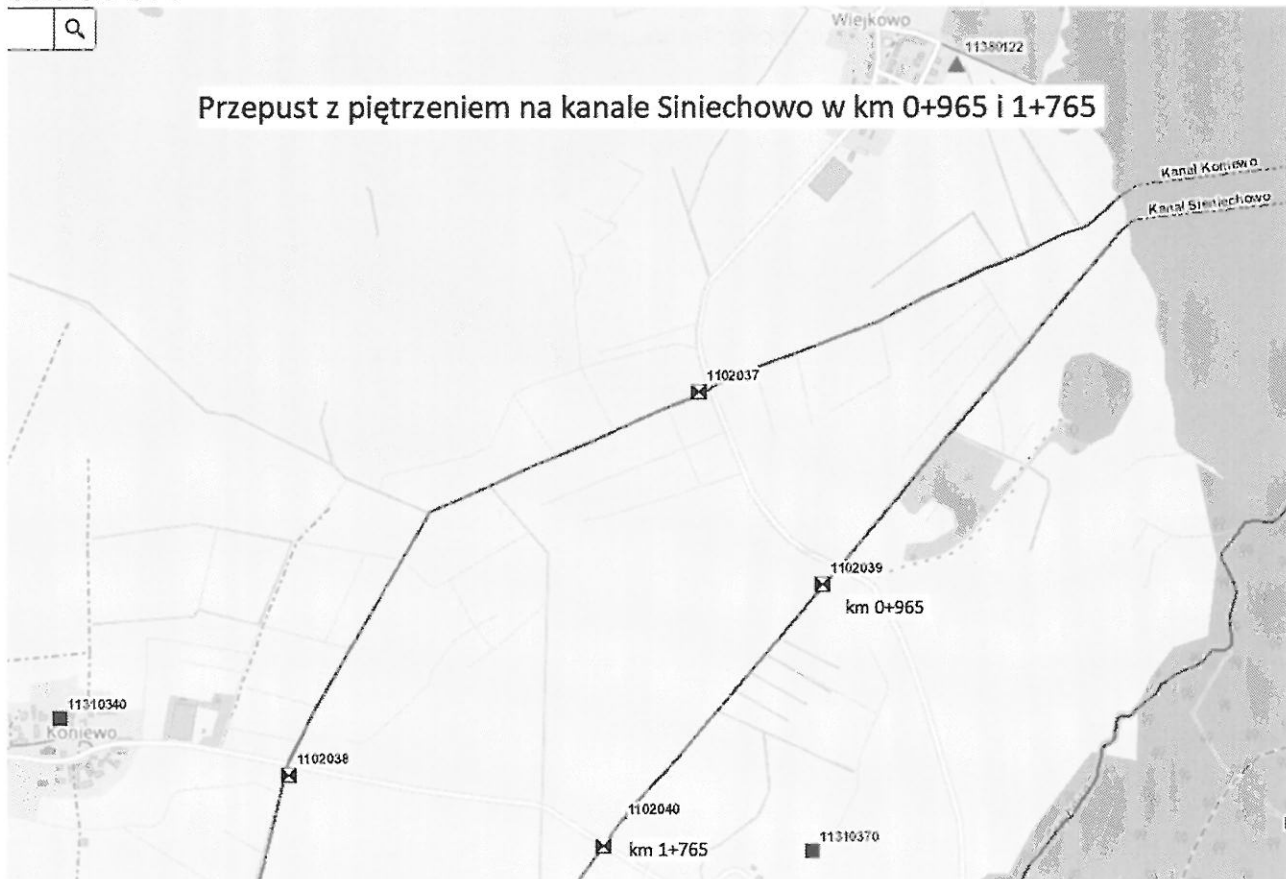 Wiejkowo
11380122
Przepust z piętrzeniem na kanale Siniechowo w km 0+965 i 1+765
Kanał Koniewo
Kanał Sieniechowo
1102037
1102039
km 0+965
11310340
Koniewo
1102038
1102040
km 1+765
11310370